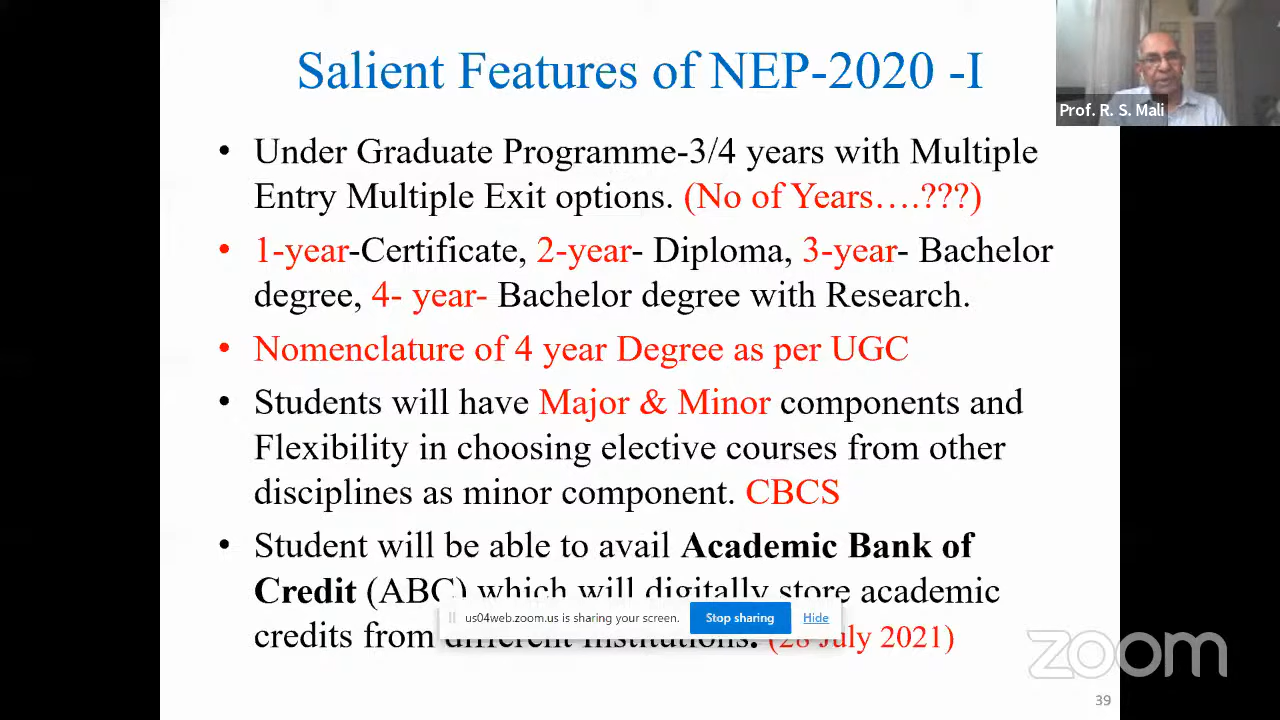 Salient Features of NEP-2020 -I
Prof. R. S. Mali
• Under Graduate Programme-3/4 years with Multiple
Entry Multiple Exit options. (No of Years….???)
• 1-year-Certificate, 2-year- Diploma, 3-year- Bachelor
degree, 4- year- Bachelor degree with Research.
• Nomenclature of 4 year Degree as per UGC
• Students will have Major & Minor components and
Flexibility in choosing elective courses from other
disciplines as minor component. CBCS
• Student will be able to avail Academic Bank of
Credit (ABC) which will digitally store academic
us04web.zoom.us is sharing your screen. Stop sharing Hide
credits from different Institutions. (28 July 2021)
zoom
39